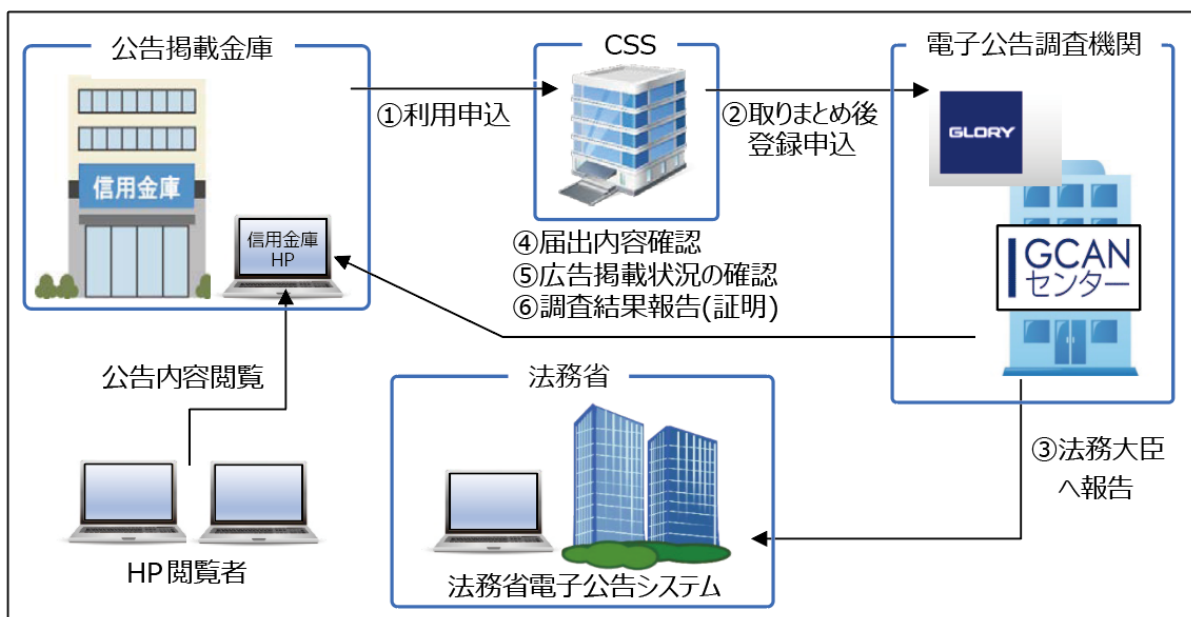 公告掲載金庫
CSS
電子公告調査機関
①利用申込
②取りまとめ後
登録申込
GLORY
信用金庫
信用金庫
HP
④届出内容確認
⑤広告掲載状況の確認
⑥調査結果報告(証明)
GCAN
センター
公告内容閲覧
法務省
③法務大臣
へ報告
HP閲覧者
法務省電子公告システム